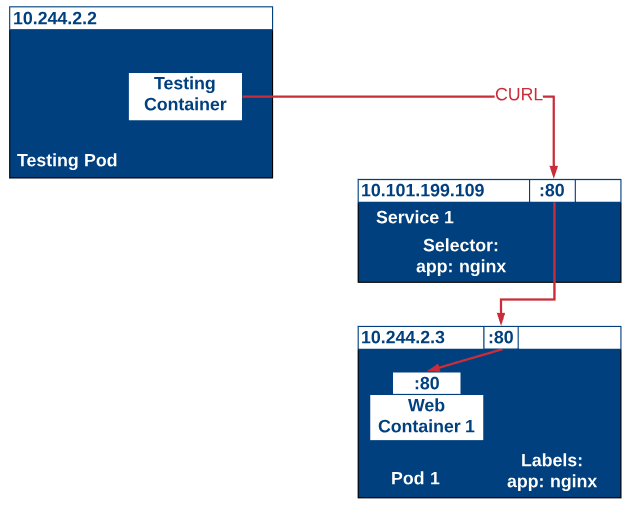 10.244.2.2
Testing
Container
Testing Pod
CURL
10.101.199.109
:80
Service 1
Selector:
app: nginx
10.244.2.3
:80
:80
Web
Container 1
Pod 1
Labels:
app: nginx